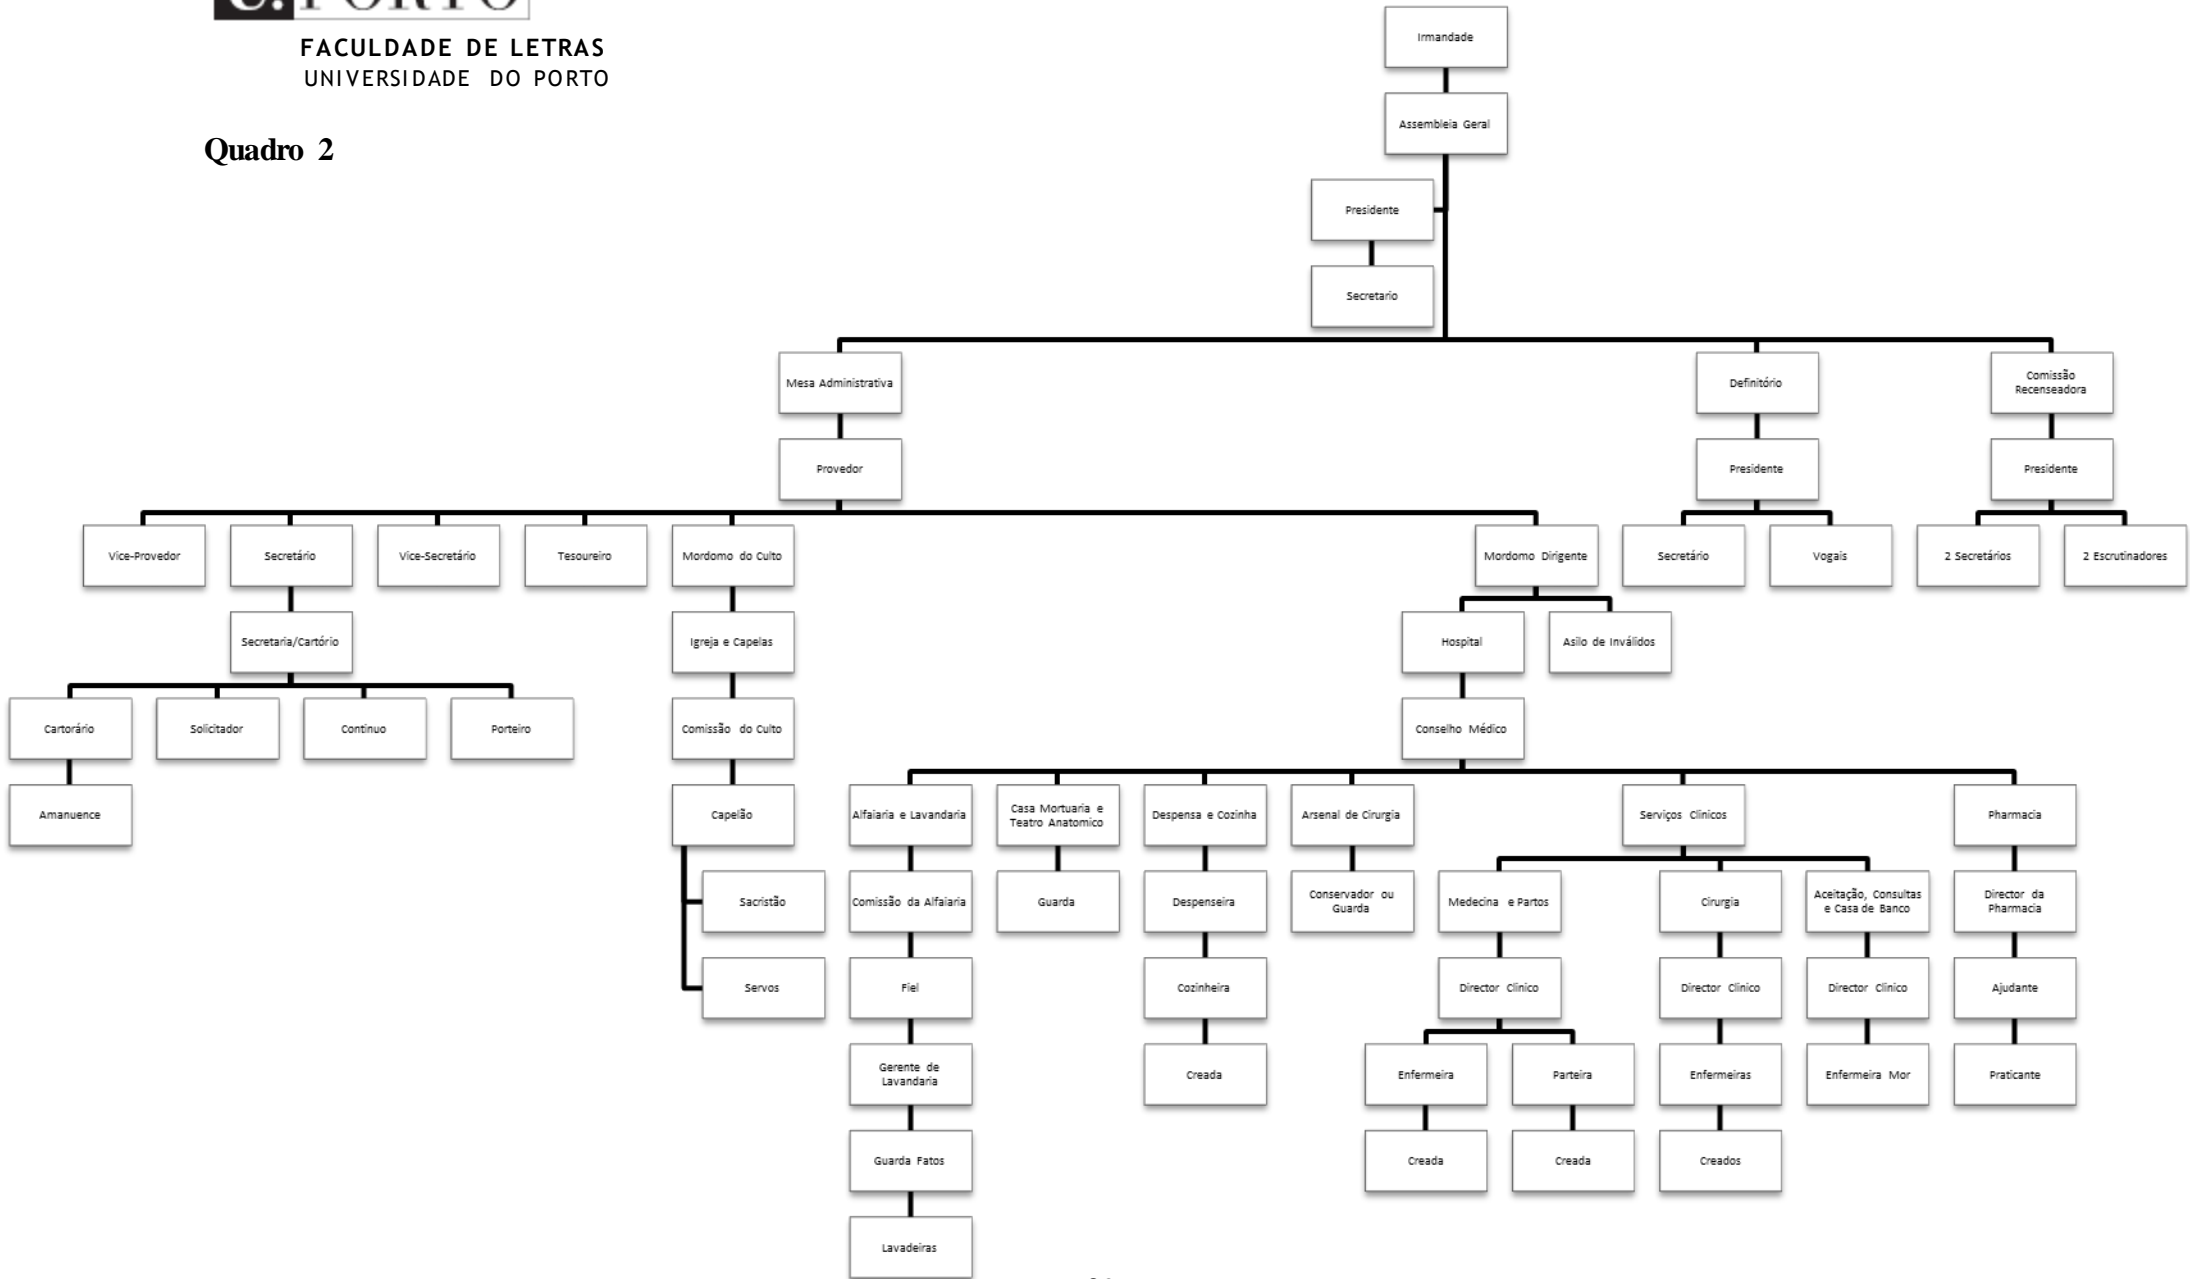 U. PORTO
FACULDADE DE LETRAS
UNIVERSIDADE DO PORTO
Quadro 2
Irmandade
Assembleia Geral
Presidente
Secretario
Mesa Administrativa
Definitório
Comissão
Recenseadora
Provedor
Presidente
Presidente
Vice-Provedor
Secretário
Vice-Secretário
Tesoureiro
Mordomo do Culto
Mordomo Dirigente
Secretário
Vogais
2 Secretários
2 Escrutinadores
Secretaria/Cartório
Igreja e Capelas
Hospital
Asilo de Inválidos
Cartorário
Solicitador
Continuo
Porteiro
Comissão do Culto
Conselho Médico
Amanuence
Capelão
Alfaiaria e Lavandaria
Casa Mortuaria e
Teatro Anatomico
Despensa e Cozinha
Arsenal de Cirurgia
Serviços Clinicos
Pharmacia
Sacristão
Comissão da Alfaiaria
Guarda
Despenseira
Conservador ou
Guarda
Medecina e Partos
Cirurgia
Aceitação, Consultas
e Casa de Banco
Director da
Pharmacia
Servos
Fiel
Cozinheira
Director Clinico
Director Clinico
Director Clinico
Ajudante
Gerente de
Lavandaria
Creada
Enfermeira
Parteira
Enfermeiras
Enfermeira Mor
Praticante
Guarda Fatos
Creada
Creada
Creados
Lavadeiras